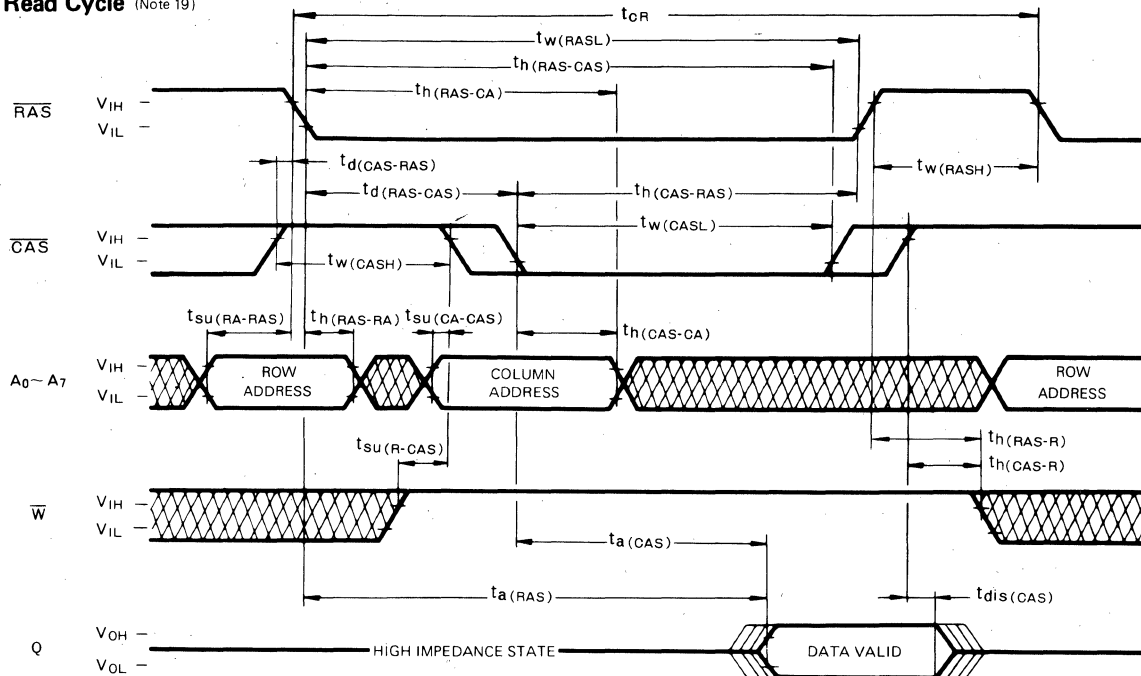 Read Cycle (Note 19)
tCR
tw(RASL)
th(RAS-CAS)
th(RAS-CA)
RAS
VIH
VIL
td(CAS-RAS)
tw(RASH)
td(RAS-CAS)
th(CAS-RAS)
tw(CASL)
CAS
VIH
VIL
tw(CASH)
tsu(RA-RAS)
th(RAS-RA)
tsu(CA-CAS)
th(CAS-CA)
A0~A7
VIH
VIL
ROW ADDRESS
COLUMN ADDRESS
ROW ADDRESS
tsu(R-CAS)
th(RAS-R)
th(CAS-R)
W
VIH
VIL
ta(CAS)
ta(RAS)
tdis(CAS)
Q
VOH
VOL
HIGH IMPEDANCE STATE
DATA VALID